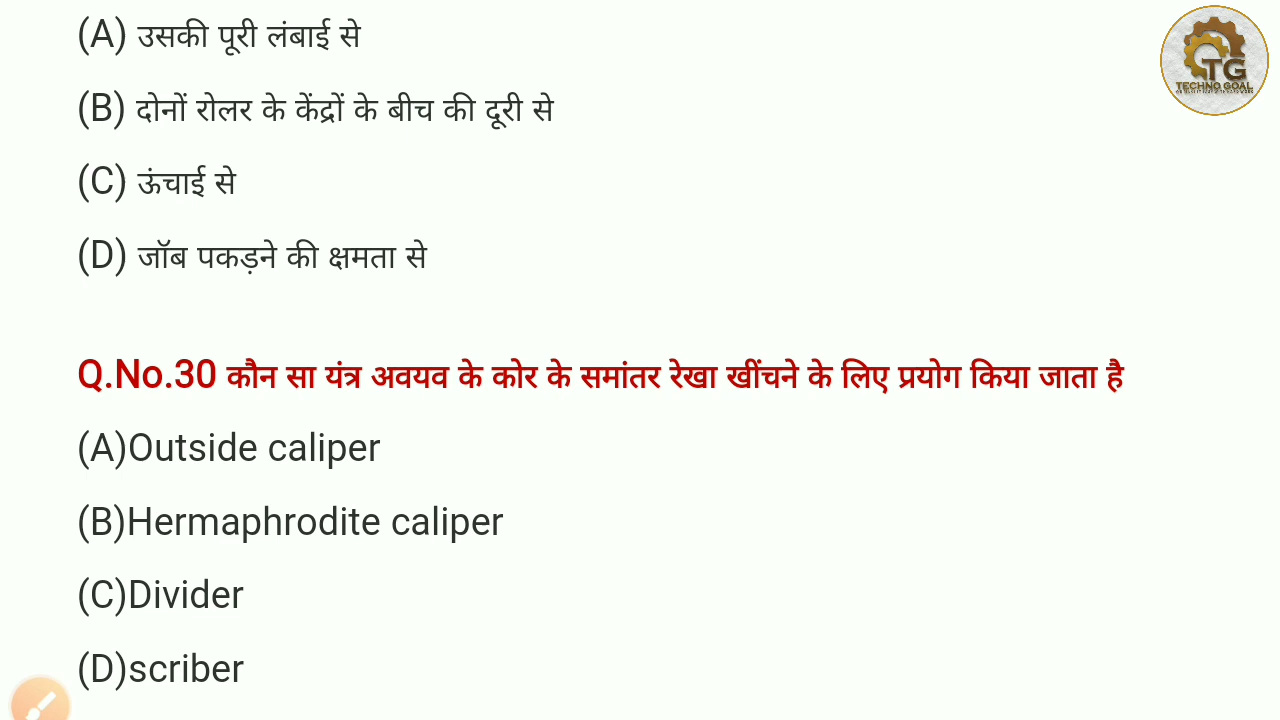 (A) उसकी पूरी लंबाई से
TG
TECHNO GOAL
(B) दोनों रोलर के केंद्रों के बीच की दूरी से
(C) ऊंचाई से
(D) जॉब पकड़ने की क्षमता से
Q.No.30 कौन सा यंत्र अवयव के कोर के समांतर रेखा खींचने के लिए प्रयोग किया जाता है
(A)Outside caliper
(B)Hermaphrodite caliper
(C)Divider
(D)scriber